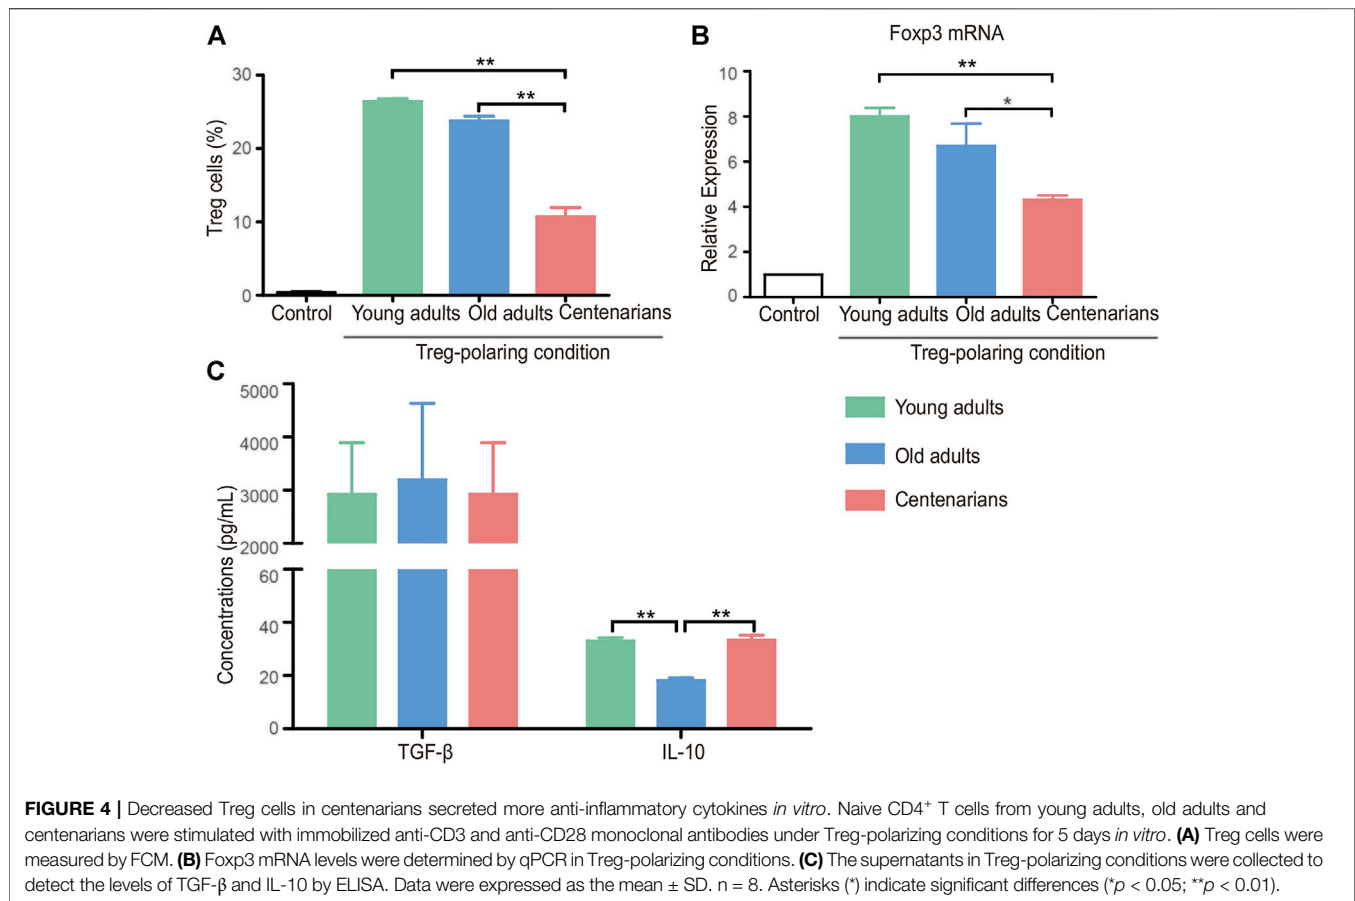 A
30
20
10
0
Treg cells (%)
**
**
Control Young adults Old adults Centenarians
Treg-polaring condition
B
Foxp3 mRNA
10
8
6
4
2
0
Relative Expression
**
*
Control Young adults Old adults Centenarians
Treg-polaring condition
C
5000
4000
3000
2000
60
40
20
0
Concentrations (pg/mL)
** **
TGF-β IL-10
Young adults
Old adults
Centenarians
FIGURE 4 | Decreased Treg cells in centenarians secreted more anti-inflammatory cytokines in vitro. Naive CD4⁺ T cells from young adults, old adults and
centenarians were stimulated with immobilized anti-CD3 and anti-CD28 monoclonal antibodies under Treg-polarizing conditions for 5 days in vitro. (A) Treg cells were
measured by FCM. (B) Foxp3 mRNA levels were determined by qPCR in Treg-polarizing conditions. (C) The supernatants in Treg-polarizing conditions were collected to
detect the levels of TGF-β and IL-10 by ELISA. Data were expressed as the mean ± SD. n = 8. Asterisks (*) indicate significant differences (*p < 0.05; **p < 0.01).